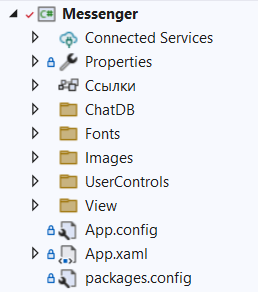 Messenger
Connected Services
Properties
Ссылки
ChatDB
Fonts
Images
UserControls
View
App.config
App.xaml
packages.config